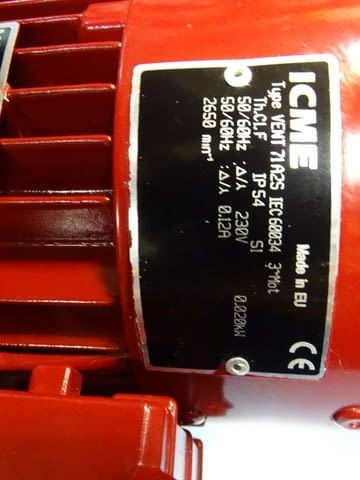 ICME
Made in EU
Type VENT 71A2S IEC60034 3~Mot
Th.Cl.F IP54 S1
50/60Hz :Δ/⅄ 230V 0.020KW
50/60Hz :Δ/⅄ 0.12A
2650 min⁻¹
CE